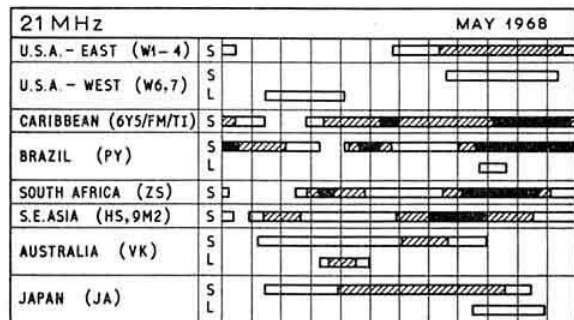 21 MHz MAY 1968
U.S.A.- EAST (W1-4) S
U.S.A.- WEST (W6,7) S
L
CARIBBEAN (6Y5/FM/TI) S
BRAZIL (PY) S
L
SOUTH AFRICA (ZS) S
S.E.ASIA (HS,9M2) S
AUSTRALIA (VK) S
L
JAPAN (JA) S
L